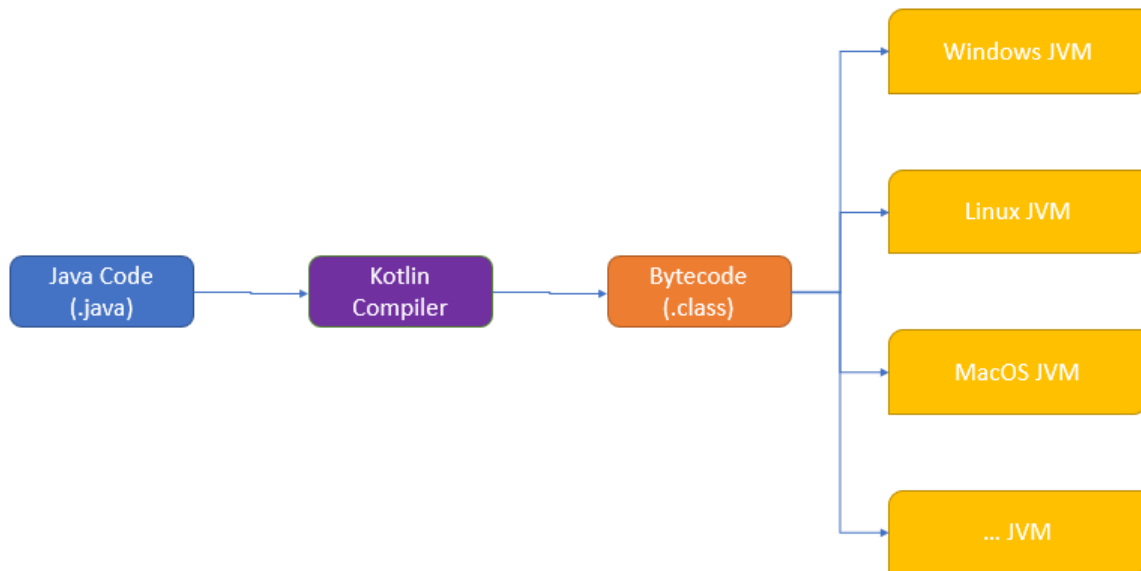 Java Code
(.java)
Kotlin
Compiler
Bytecode
(.class)
Windows JVM
Linux JVM
MacOS JVM
... JVM